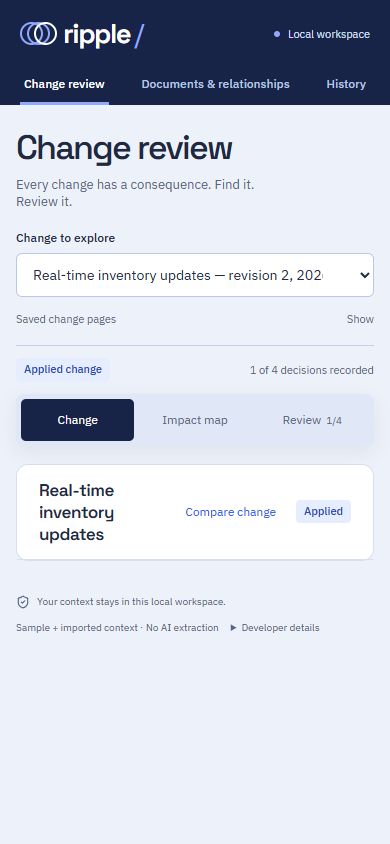 ripple/
Local workspace
Change review
Documents & relationships
History
Change review
Every change has a consequence. Find it.
Review it.
Change to explore
Real-time inventory updates — revision 2, 202
Saved change pages
Show
Applied change
1 of 4 decisions recorded
Change
Impact map
Review 1/4
Real-time
inventory
updates
Compare change
Applied
Your context stays in this local workspace.
Sample + imported context · No AI extraction
Developer details